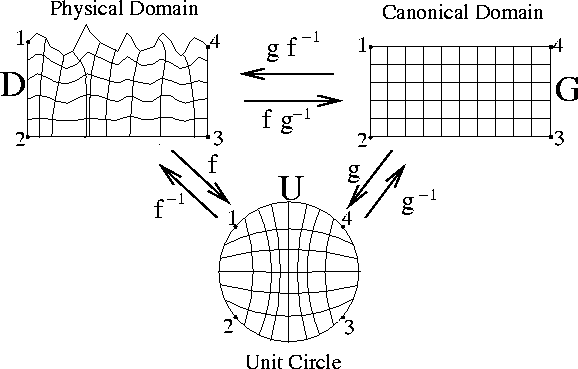 Physical Domain
Canonical Domain
1
4
1
4
g f⁻¹
D
G
f g⁻¹
2
3
2
3
f
g
f⁻¹
U
g⁻¹
1
4
2
3
Unit Circle